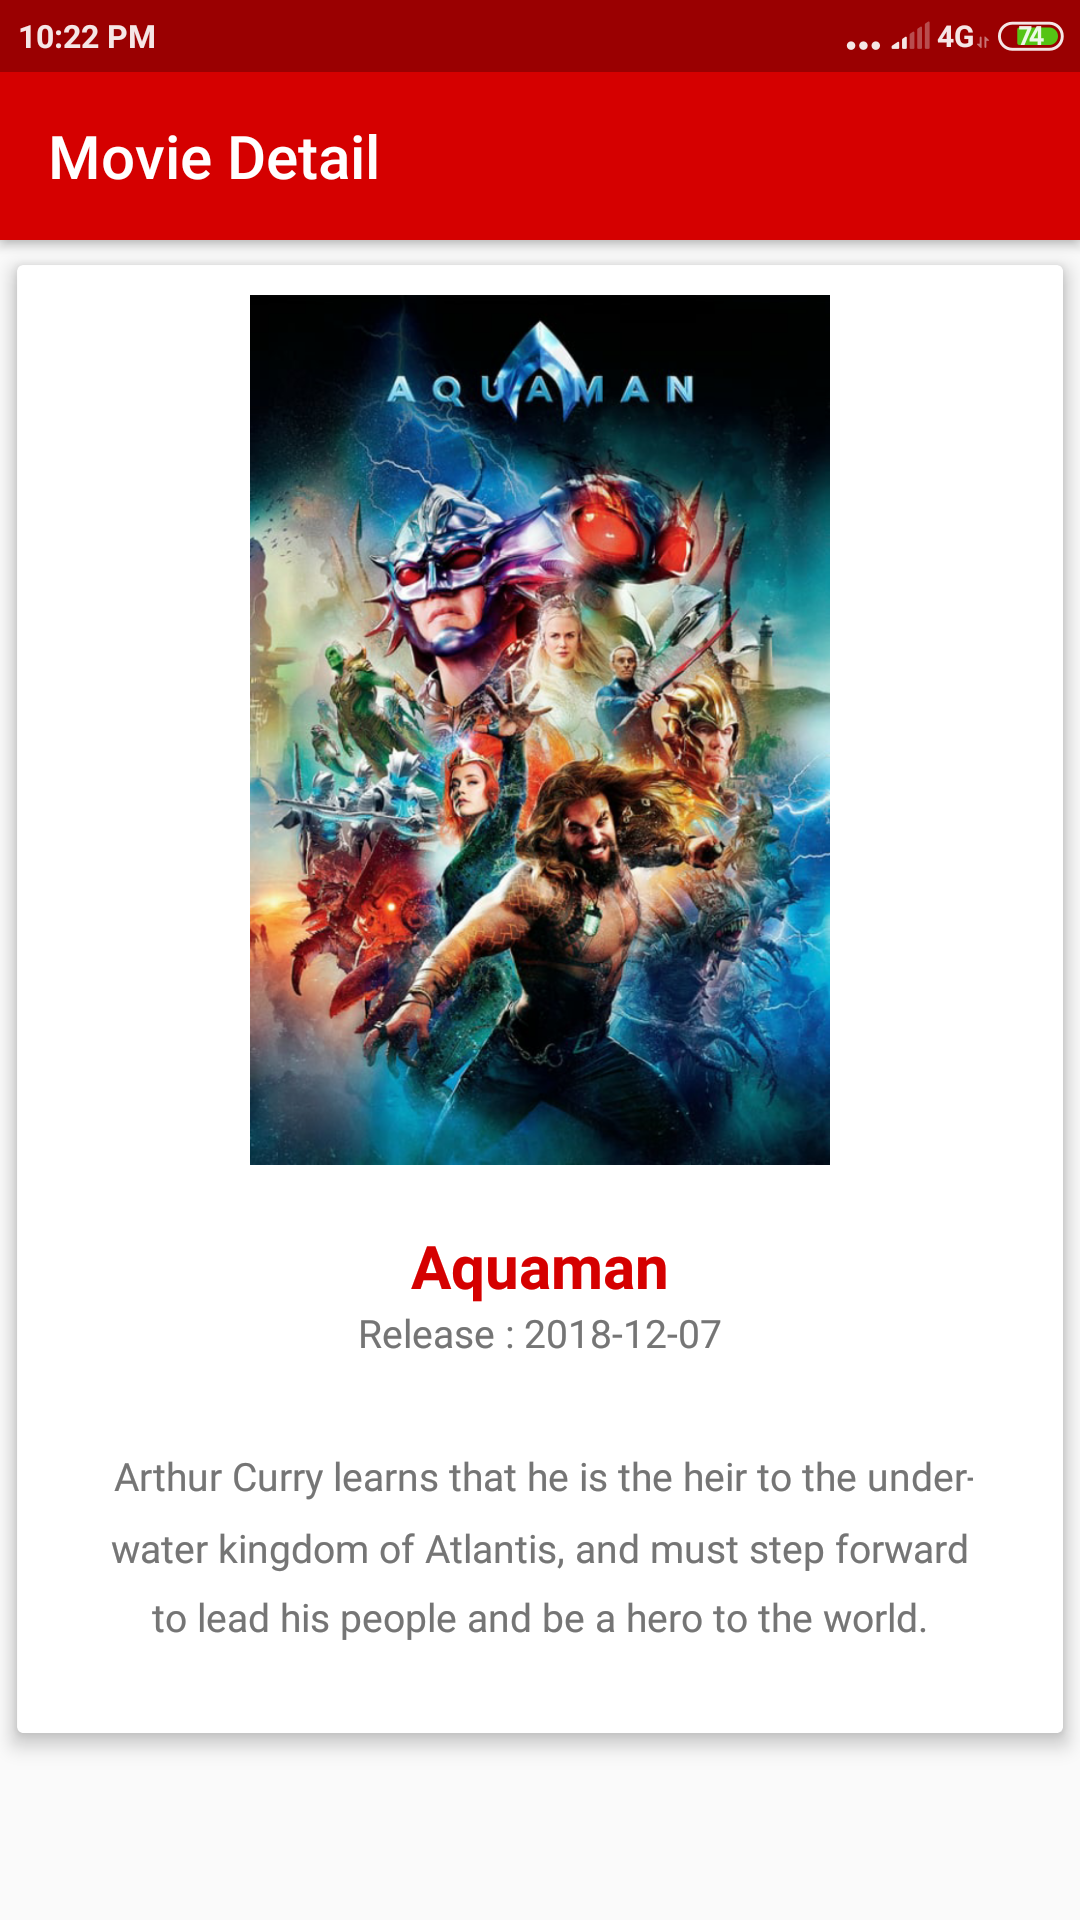 10:22 PM
4G
74
Movie Detail
AQUAMAN
Aquaman
Release : 2018-12-07
Arthur Curry learns that he is the heir to the under-
water kingdom of Atlantis, and must step forward
to lead his people and be a hero to the world.